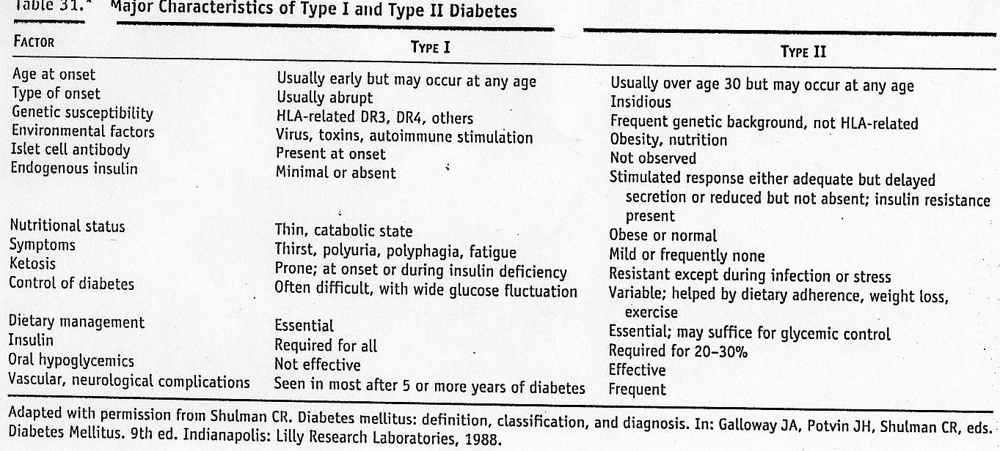 Table 31. Major Characteristics of Type I and Type II Diabetes
FACTOR TYPE I TYPE II
Age at onset Usually early but may occur at any age Usually over age 30 but may occur at any age
Type of onset Usually abrupt Insidious
Genetic susceptibility HLA-related DR3, DR4, others Frequent genetic background, not HLA-related
Environmental factors Virus, toxins, autoimmune stimulation Obesity, nutrition
Islet cell antibody Present at onset Not observed
Endogenous insulin Minimal or absent Stimulated response either adequate but delayed
secretion or reduced but not absent; insulin resistance
present
Nutritional status Thin, catabolic state Obese or normal
Symptoms Thirst, polyuria, polyphagia, fatigue Mild or frequently none
Ketosis Prone; at onset or during insulin deficiency Resistant except during infection or stress
Control of diabetes Often difficult, with wide glucose fluctuation Variable; helped by dietary adherence, weight loss,
exercise
Dietary management Essential Essential; may suffice for glycemic control
Insulin Required for all Required for 20–30%
Oral hypoglycemics Not effective Effective
Vascular, neurological complications Seen in most after 5 or more years of diabetes Frequent
Adapted with permission from Shulman CR. Diabetes mellitus: definition, classification, and diagnosis. In: Galloway JA, Potvin JH, Shulman CR, eds.
Diabetes Mellitus. 9th ed. Indianapolis: Lilly Research Laboratories, 1988.